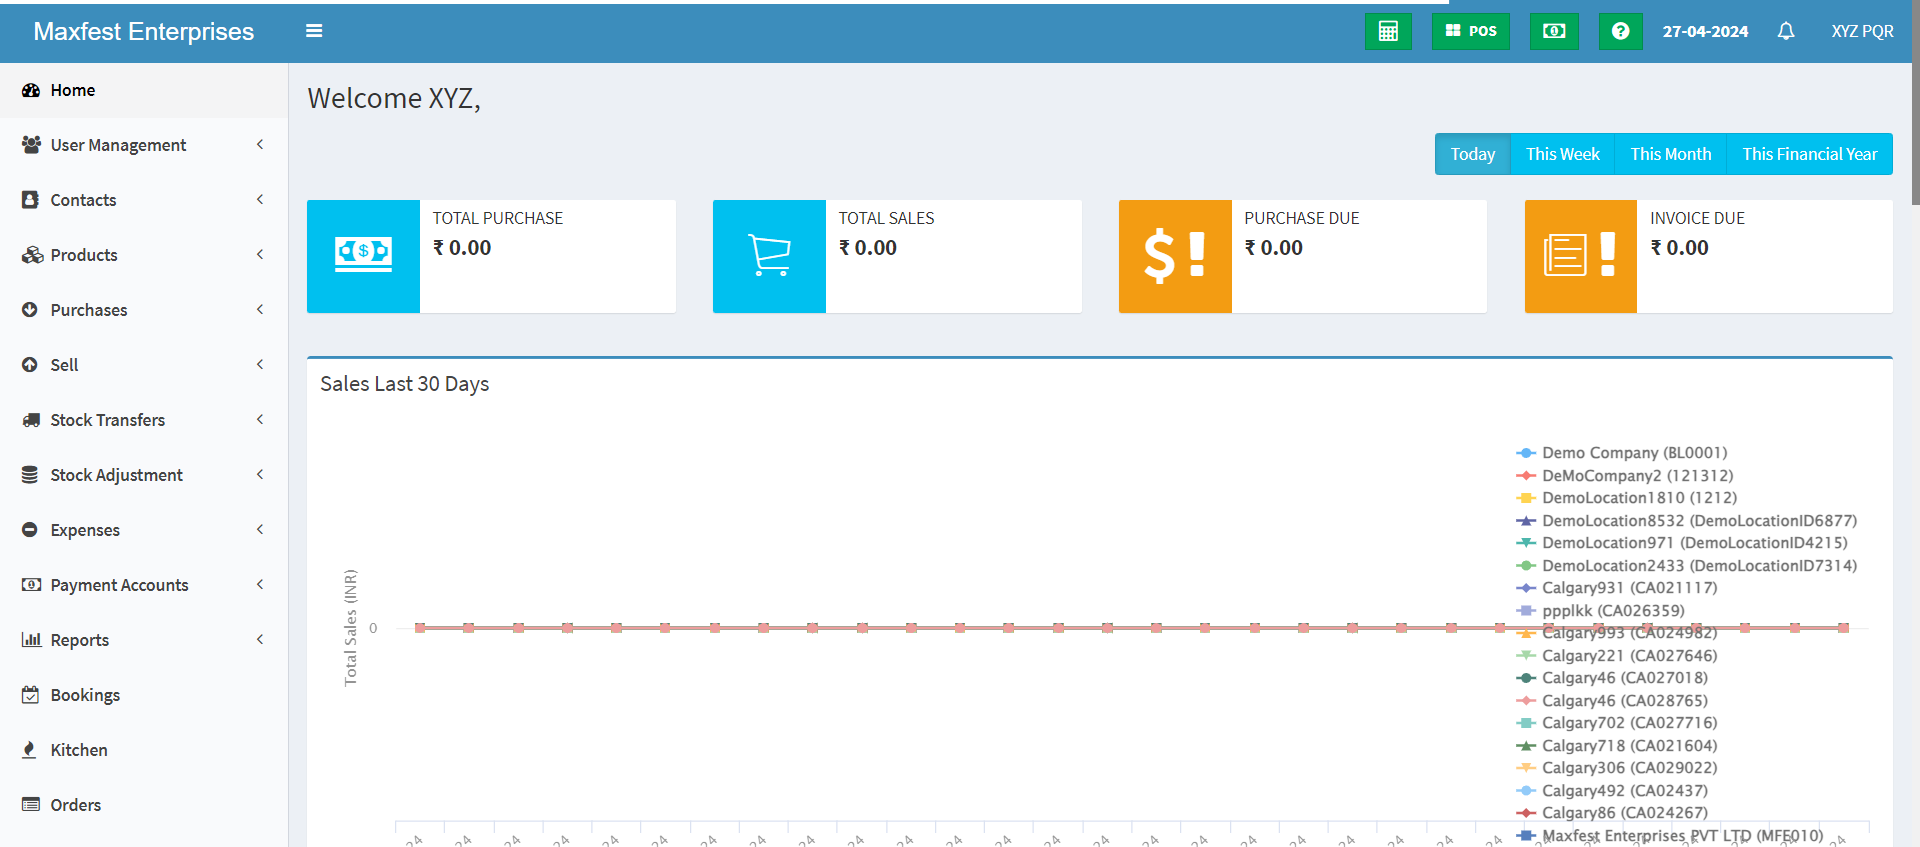 Maxfest Enterprises
POS
27-04-2024
XYZ PQR
Home
User Management
Contacts
Products
Purchases
Sell
Stock Transfers
Stock Adjustment
Expenses
Payment Accounts
Reports
Bookings
Kitchen
Orders
Welcome XYZ,
Today
This Week
This Month
This Financial Year
TOTAL PURCHASE
₹ 0.00
TOTAL SALES
₹ 0.00
PURCHASE DUE
₹ 0.00
INVOICE DUE
₹ 0.00
Sales Last 30 Days
Total Sales (INR)
0
Demo Company (BL0001)
DeMoCompany2 (121312)
DemoLocation1810 (1212)
DemoLocation8532 (DemoLocationID6877)
DemoLocation971 (DemoLocationID4215)
DemoLocation2433 (DemoLocationID7314)
Calgary931 (CA021117)
ppplkk (CA026359)
Calgary993 (CA024982)
Calgary221 (CA027646)
Calgary46 (CA027018)
Calgary46 (CA028765)
Calgary702 (CA027716)
Calgary718 (CA021604)
Calgary306 (CA029022)
Calgary492 (CA02437)
Calgary86 (CA024267)
Maxfest Enterprises PVT LTD (MFE010)